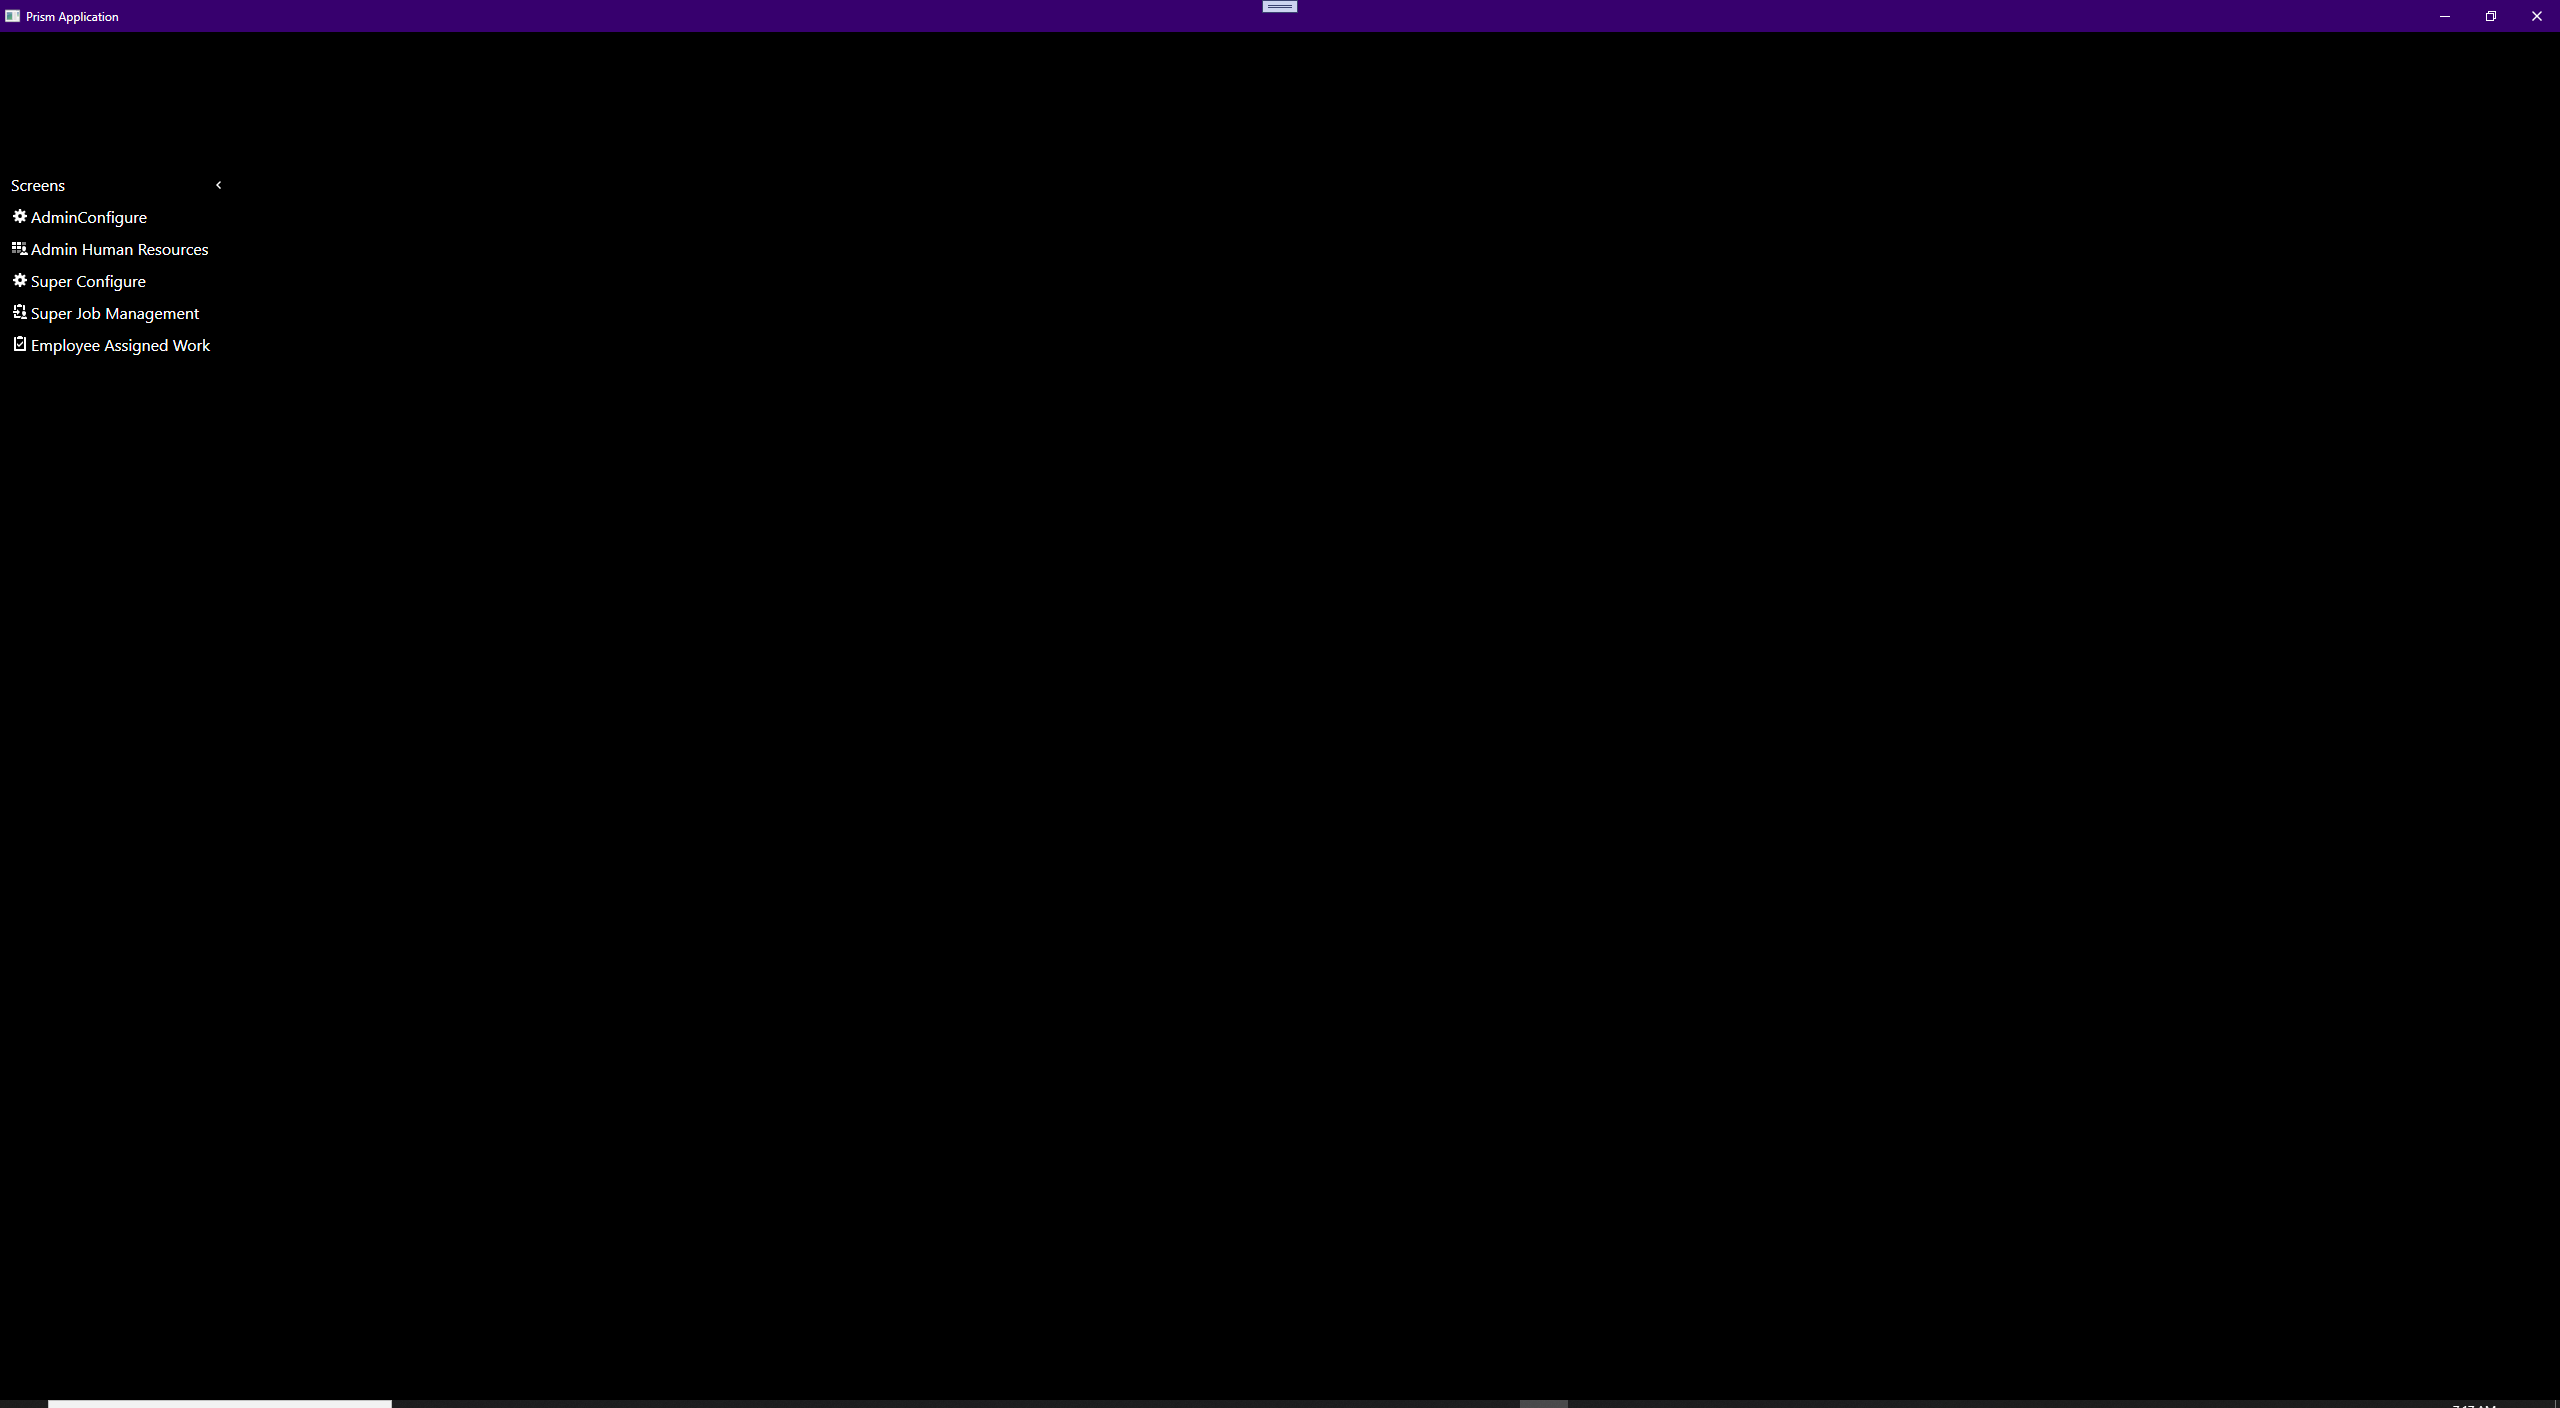 Prism Application
Screens
AdminConfigure
Admin Human Resources
Super Configure
Super Job Management
Employee Assigned Work